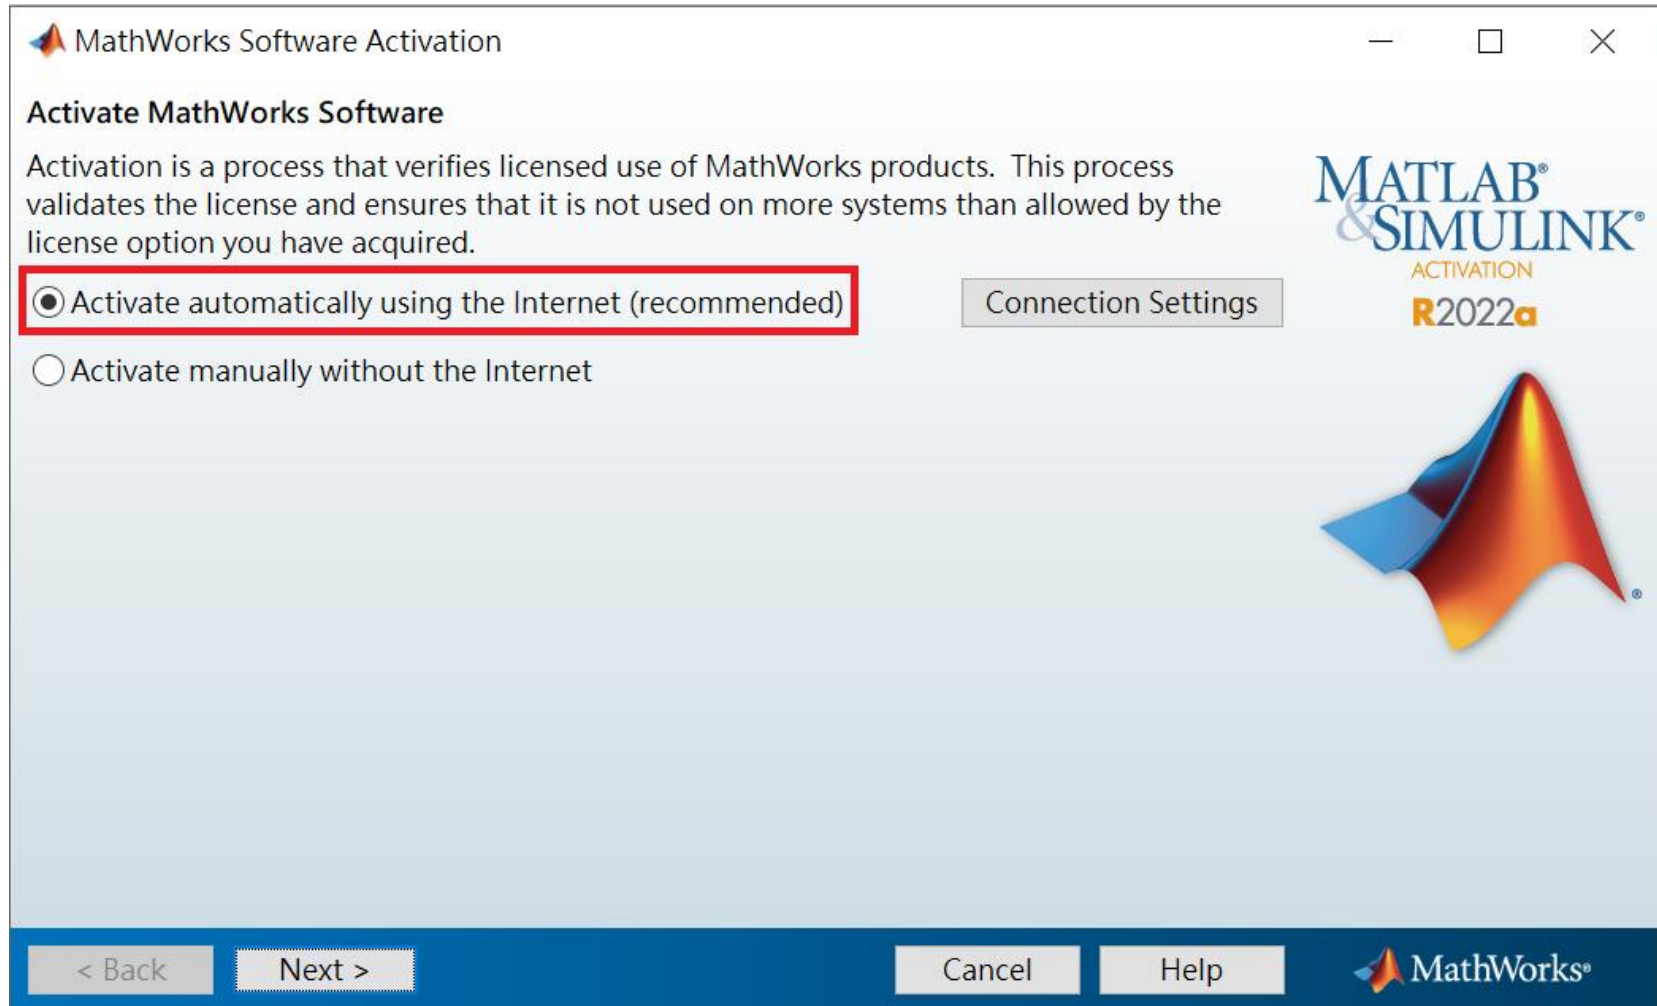 MathWorks Software Activation
Activate MathWorks Software
Activation is a process that verifies licensed use of MathWorks products. This process
validates the license and ensures that it is not used on more systems than allowed by the
license option you have acquired.
Activate automatically using the Internet (recommended)
Connection Settings
Activate manually without the Internet
MATLAB®
&SIMULINK®
ACTIVATION
R2022a
®
< Back
Next >
Cancel
Help
MathWorks®